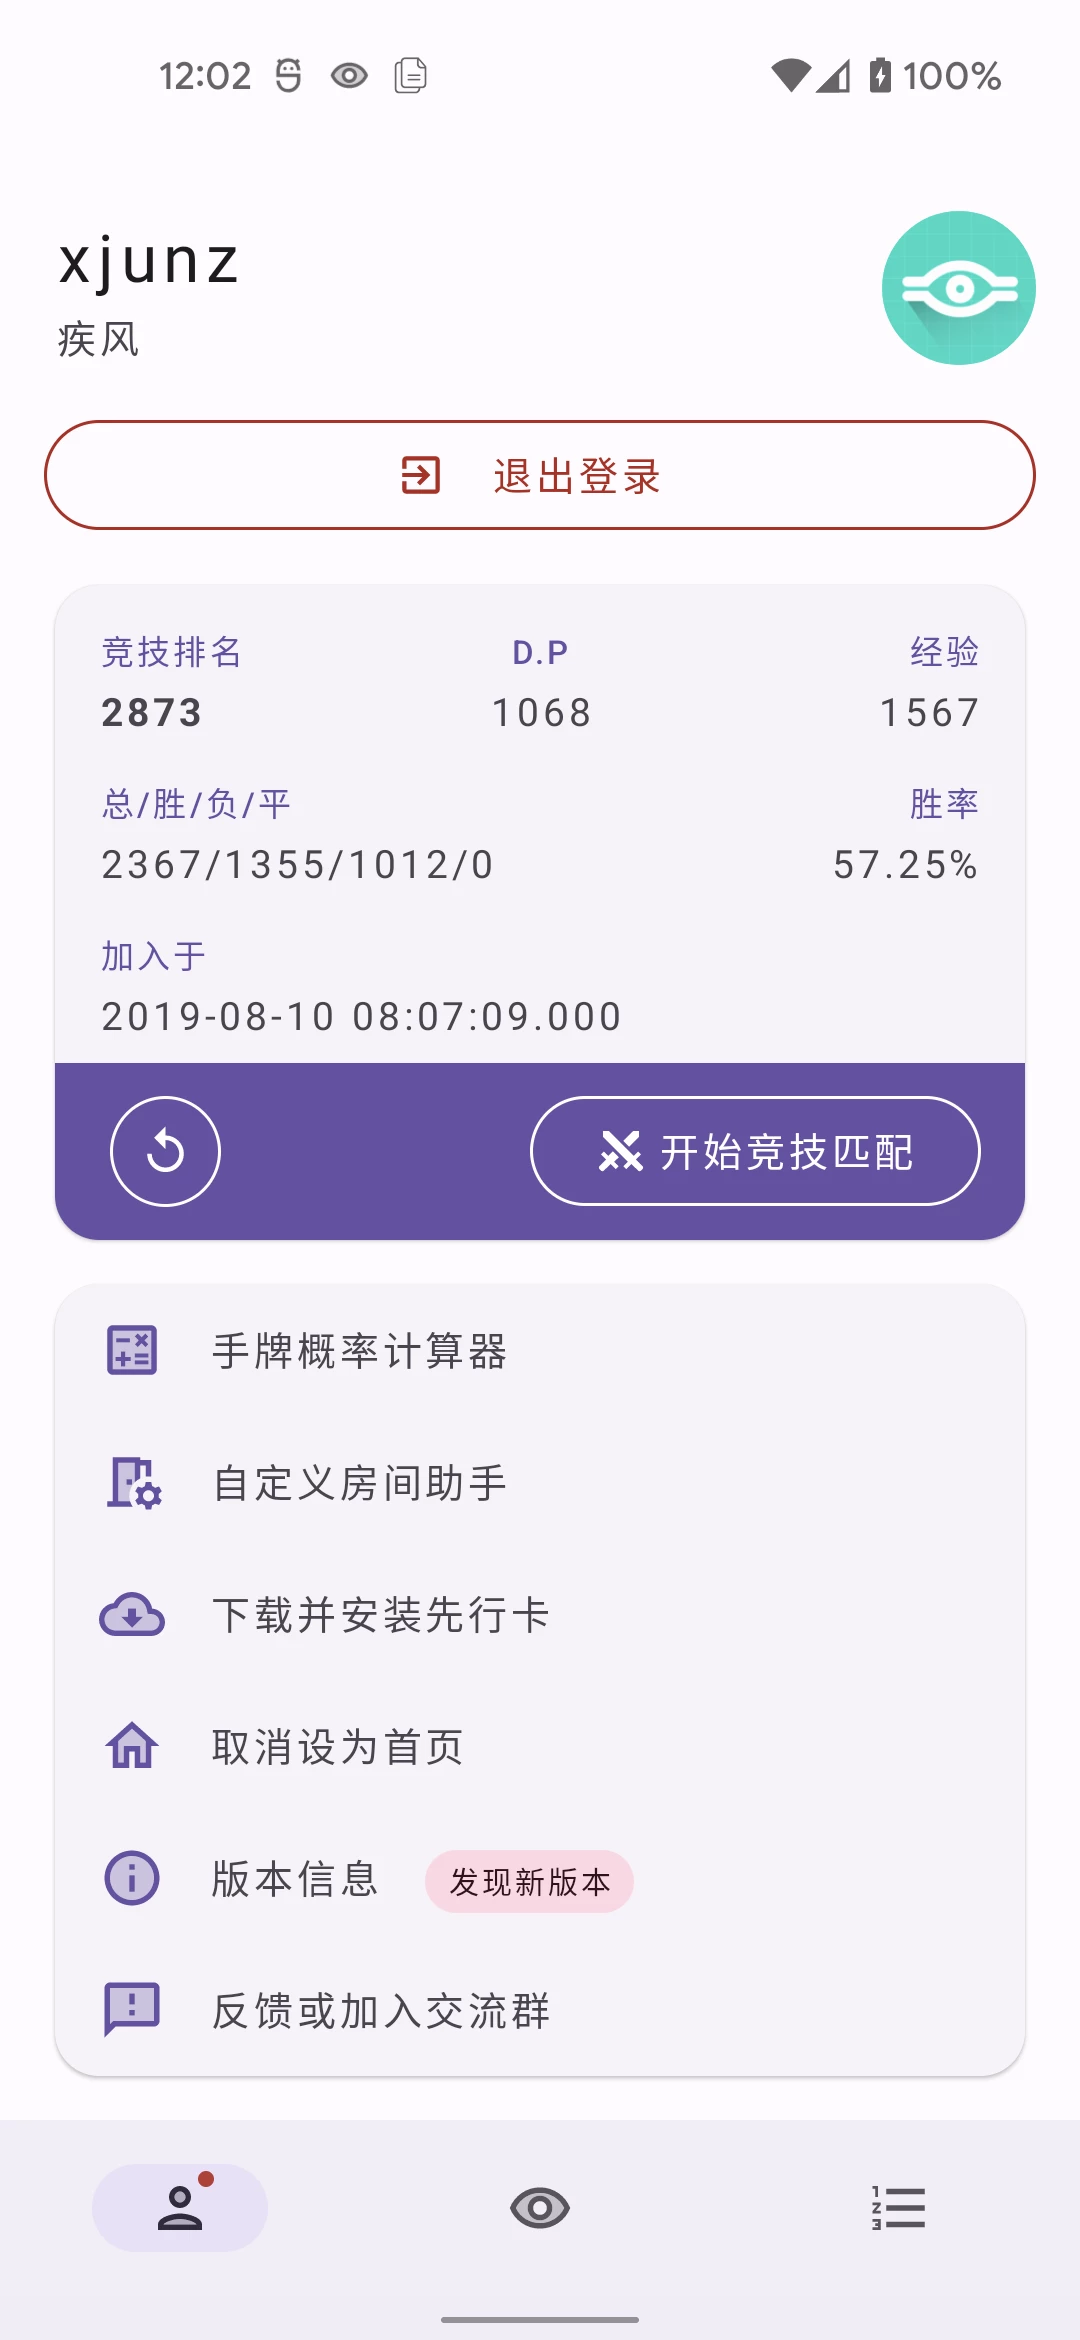 12:02 100%
xjunz
疾风
退出登录
竞技排名 D.P 经验
2873 1068 1567
总/胜/负/平 胜率
2367/1355/1012/0 57.25%
加入于
2019-08-10 08:07:09.000
开始竞技匹配
手牌概率计算器
自定义房间助手
下载并安装先行卡
取消设为首页
版本信息 发现新版本
反馈或加入交流群